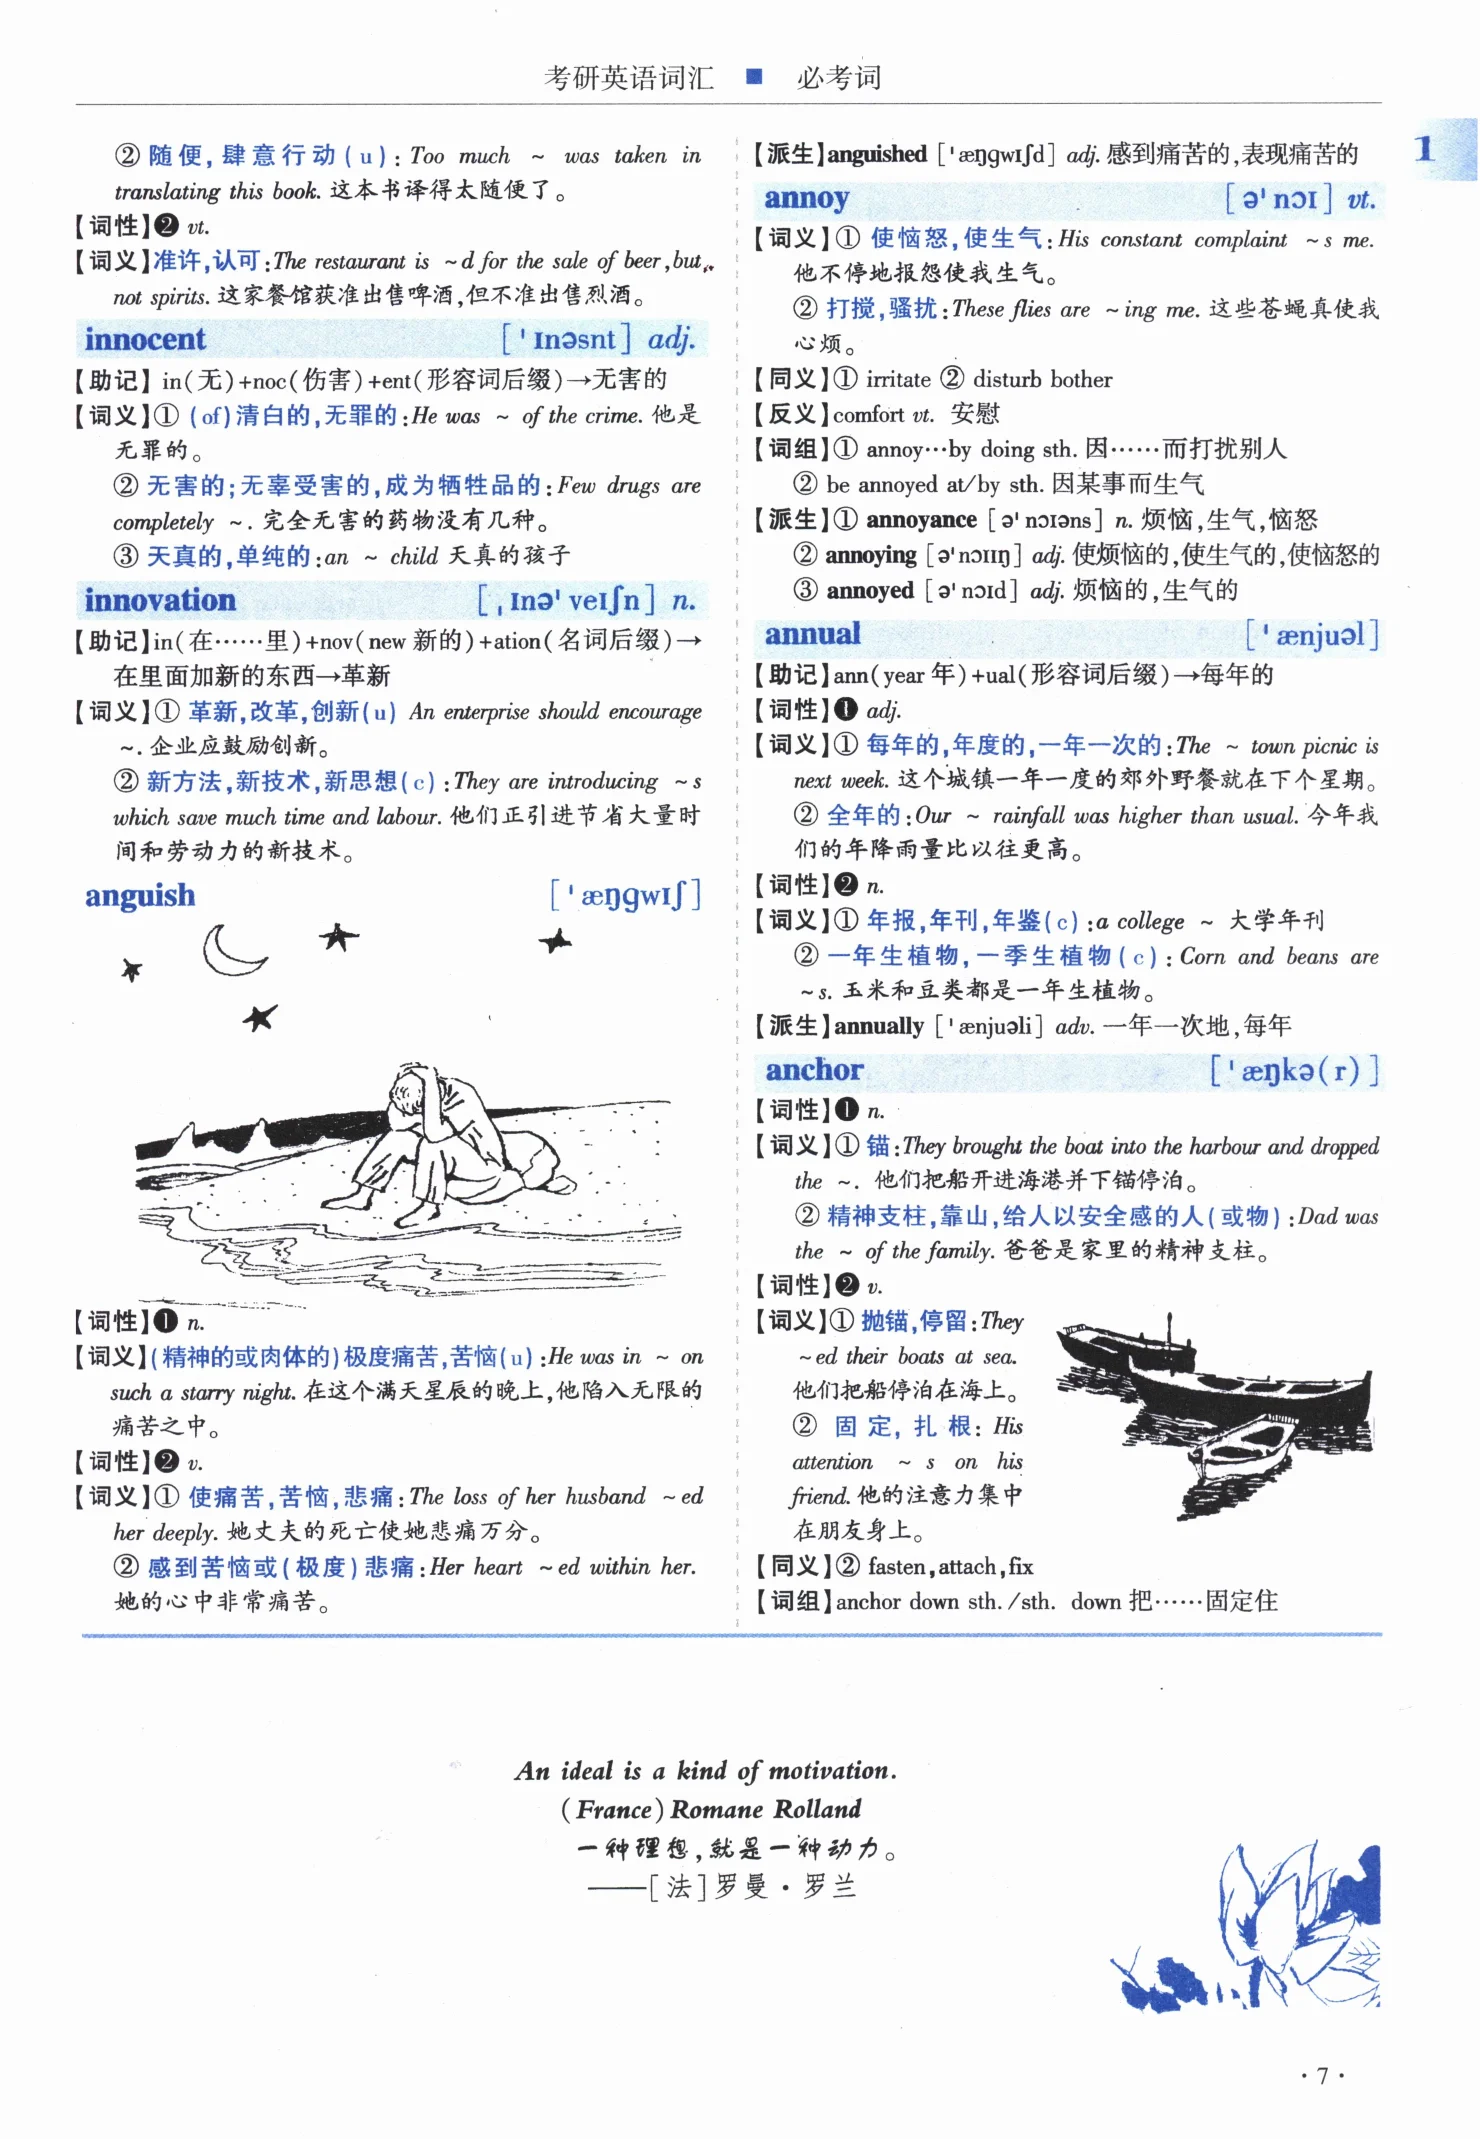 考研英语词汇 ■ 必考词
② 随便,肆意行动(u): Too much ~ was taken in
translating this book. 这本书译得太随便了。
【词性】❷ vt.
【词义】准许,认可:The restaurant is ~d for the sale of beer,but
not spirits. 这家餐馆获准出售啤酒,但不准出售烈酒。
innocent [ˈɪnəsnt] adj.
【助记】in(无)+noc(伤害)+ent(形容词后缀)→无害的
【词义】① (of)清白的,无罪的:He was ~ of the crime. 他是
无罪的。
② 无害的;无辜受害的,成为牺牲品的:Few drugs are
completely ~. 完全无害的药物没有几种。
③ 天真的,单纯的:an ~ child 天真的孩子
innovation [ˌɪnəˈveɪʃn] n.
【助记】in(在……里)+nov(new 新的)+ation(名词后缀)→
在里面加新的东西→革新
【词义】① 革新,改革,创新(u) An enterprise should encourage
~. 企业应鼓励创新。
② 新方法,新技术,新思想(c):They are introducing ~s
which save much time and labour. 他们正引进节省大量时
间和劳动力的新技术。
anguish [ˈæŋgwɪʃ]
【词性】❶ n.
【词义】(精神的或肉体的)极度痛苦,苦恼(u):He was in ~ on
such a starry night. 在这个满天星辰的晚上,他陷入无限的
痛苦之中。
【词性】❷ v.
【词义】① 使痛苦,苦恼,悲痛:The loss of her husband ~ed
her deeply. 她丈夫的死亡使她悲痛万分。
② 感到苦恼或(极度)悲痛:Her heart ~ed within her.
她的心中非常痛苦。
【派生】anguished [ˈæŋgwɪʃd] adj. 感到痛苦的,表现痛苦的
1
annoy [əˈnɔɪ] vt.
【词义】① 使恼怒,使生气:His constant complaint ~s me.
他不停地报怨使我生气。
② 打搅,骚扰:These flies are ~ing me. 这些苍蝇真使我
心烦。
【同义】① irritate ② disturb bother
【反义】comfort vt. 安慰
【词组】① annoy…by doing sth. 因……而打扰别人
② be annoyed at/by sth. 因某事而生气
【派生】① annoyance [əˈnɔɪəns] n. 烦恼,生气,恼怒
② annoying [əˈnɔɪɪŋ] adj. 使烦恼的,使生气的,使恼怒的
③ annoyed [əˈnɔɪd] adj. 烦恼的,生气的
annual [ˈænjuəl]
【助记】ann(year 年)+ual(形容词后缀)→每年的
【词性】❶ adj.
【词义】① 每年的,年度的,一年一次的:The ~ town picnic is
next week. 这个城镇一年一度的郊外野餐就在下个星期。
② 全年的:Our ~ rainfall was higher than usual. 今年我
们的年降雨量比以往更高。
【词性】❷ n.
【词义】① 年报,年刊,年鉴(c):a college ~ 大学年刊
② 一年生植物,一季生植物(c): Corn and beans are
~s. 玉米和豆类都是一年生植物。
【派生】annually [ˈænjuəli] adv. 一年一次地,每年
anchor [ˈæŋkə(r)]
【词性】❶ n.
【词义】① 锚:They brought the boat into the harbour and dropped
the ~. 他们把船开进海港并下锚停泊。
② 精神支柱,靠山,给人以安全感的人(或物):Dad was
the ~ of the family. 爸爸是家里的精神支柱。
【词性】❷ v.
【词义】① 抛锚,停留:They
~ed their boats at sea.
他们把船停泊在海上。
② 固定,扎根: His
attention ~s on his
friend. 他的注意力集中
在朋友身上。
【同义】② fasten,attach,fix
【词组】anchor down sth./sth. down 把……固定住
An ideal is a kind of motivation.
(France) Romane Rolland
一种理想,就是一种动力。
——[法]罗曼·罗兰
·7·